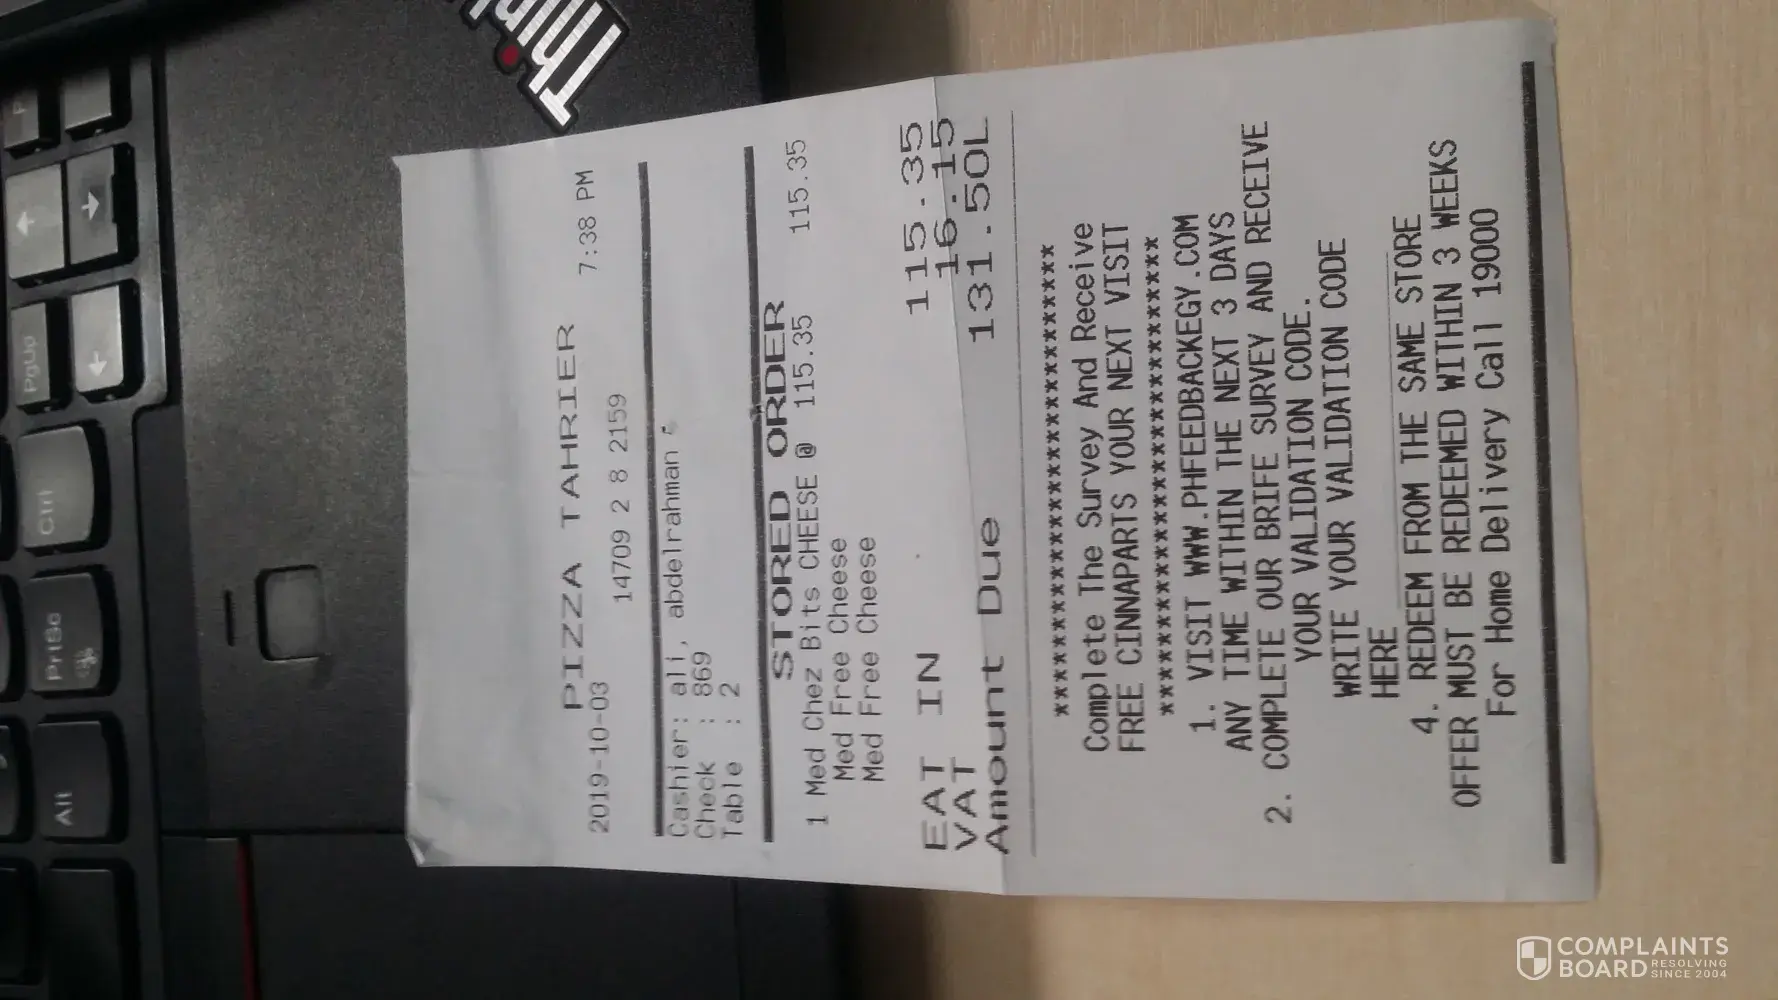 PIZZA TAHRIER
2019-10-03 7:38 PM
14709 2 8 2159
Cashier: ali, abdelrahman
Check : 869
Table : 2
STORED ORDER
1 Med Chez Bits CHEESE @ 115.35 115.35
Med Free Cheese
Med Free Cheese
EAT IN 115.35
VAT 16.15
Amount Due 131.50L
****************************
Complete The Survey And Receive
FREE CINNAPARTS YOUR NEXT VISIT
****************************
1. VISIT WWW.PHFEEDBACKEGY.COM
ANY TIME WITHIN THE NEXT 3 DAYS
2. COMPLETE OUR BRIFE SURVEY AND RECEIVE
YOUR VALIDATION CODE.
WRITE YOUR VALIDATION CODE
HERE
4. REDEEM FROM THE SAME STORE
OFFER MUST BE REDEEMED WITHIN 3 WEEKS
For Home Delivery Call 19000
PgUp
Ctrl
PrtSc
Alt
COMPLAINTS
BOARD RESOLVING
SINCE 2004